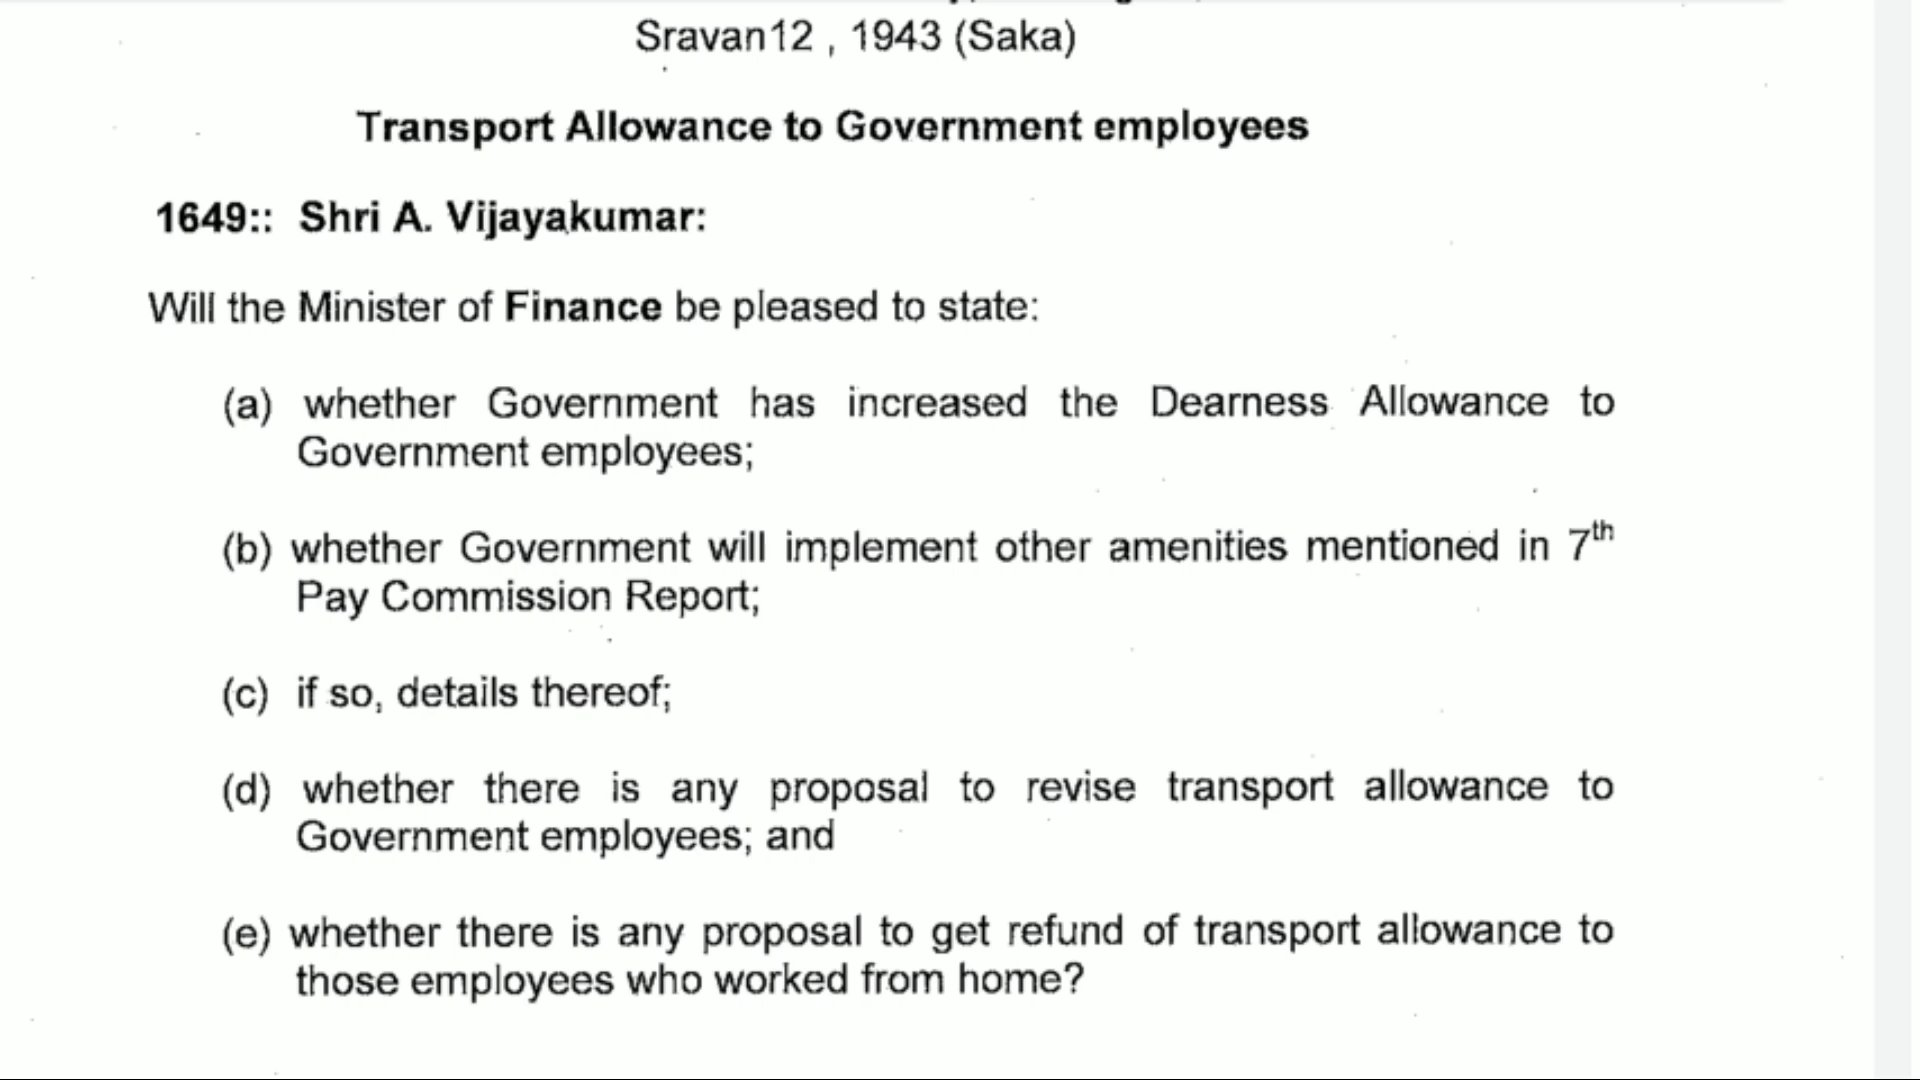 Sravan12 , 1943 (Saka)
Transport Allowance to Government employees
1649:: Shri A. Vijayakumar:
Will the Minister of Finance be pleased to state:
(a) whether Government has increased the Dearness Allowance to
Government employees;
(b) whether Government will implement other amenities mentioned in 7th
Pay Commission Report;
(c) if so, details thereof;
(d) whether there is any proposal to revise transport allowance to
Government employees; and
(e) whether there is any proposal to get refund of transport allowance to
those employees who worked from home?